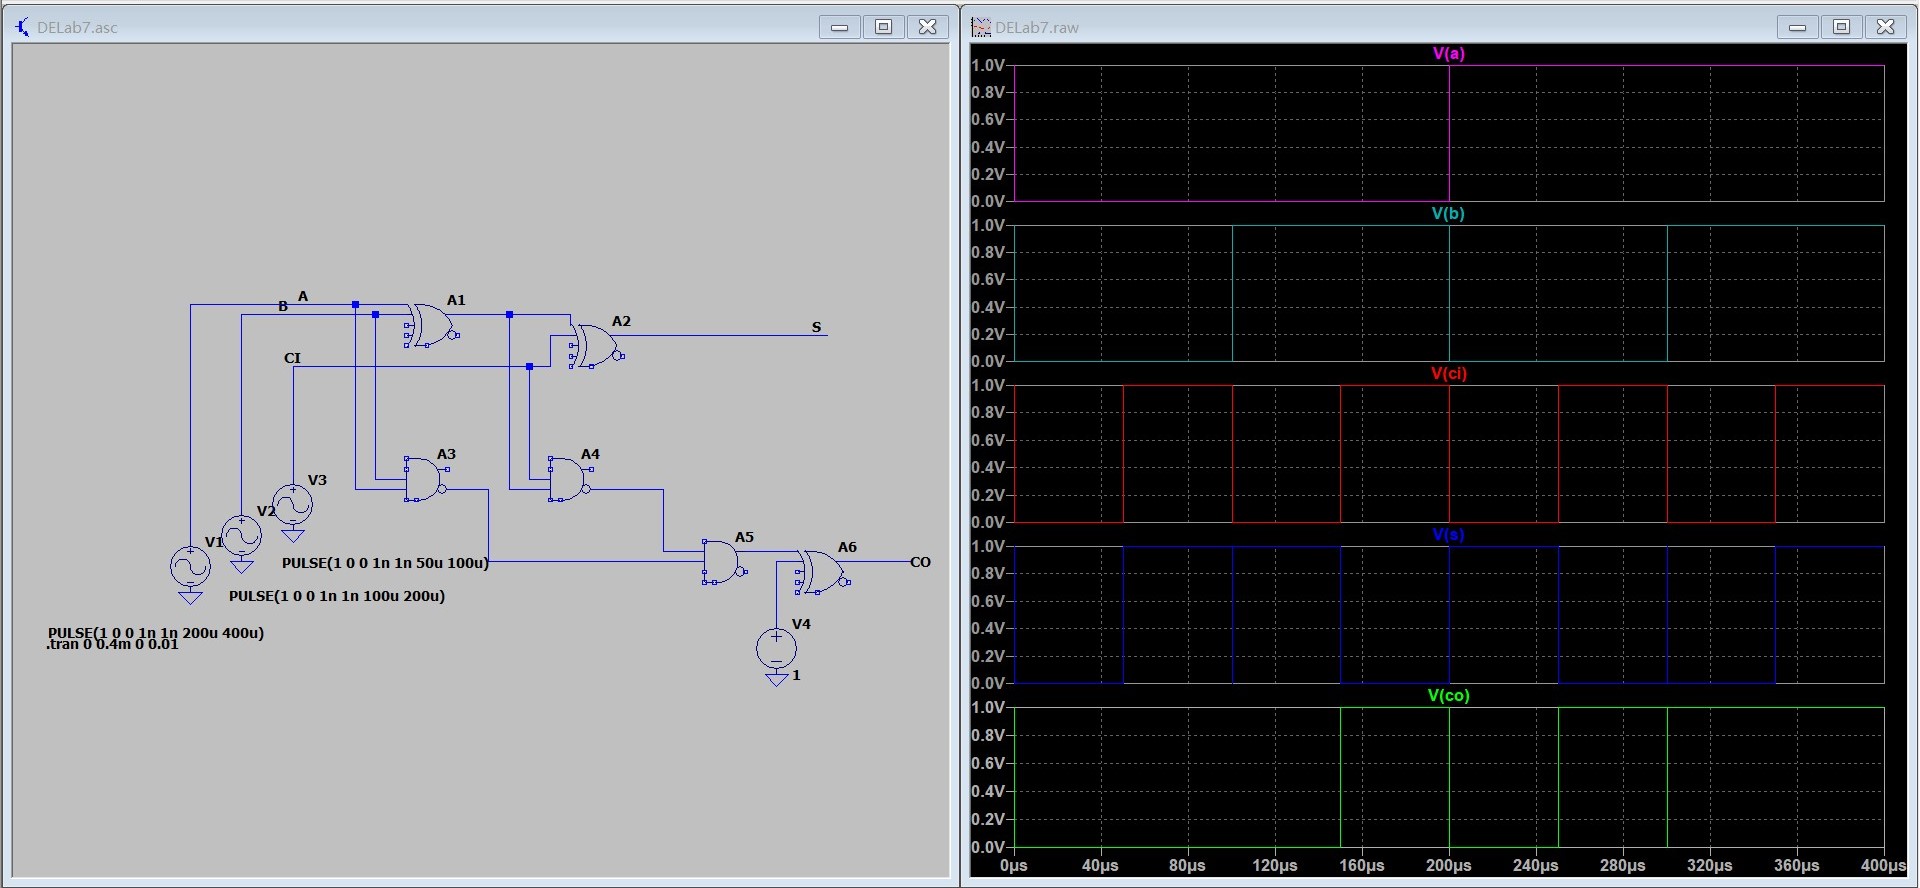 DELab7.asc
A
B
A1
A2
S
CI
A3
A4
V3
V2
V1
A5
A6
CO
PULSE(1 0 0 1n 1n 50u 100u)
PULSE(1 0 0 1n 1n 100u 200u)
PULSE(1 0 0 1n 1n 200u 400u)
.tran 0 0.4m 0 0.01
V4
1
DELab7.raw
V(a)
1.0V
0.8V
0.6V
0.4V
0.2V
0.0V
V(b)
1.0V
0.8V
0.6V
0.4V
0.2V
0.0V
V(ci)
1.0V
0.8V
0.6V
0.4V
0.2V
0.0V
V(s)
1.0V
0.8V
0.6V
0.4V
0.2V
0.0V
V(co)
1.0V
0.8V
0.6V
0.4V
0.2V
0.0V
0µs 40µs 80µs 120µs 160µs 200µs 240µs 280µs 320µs 360µs 400µs